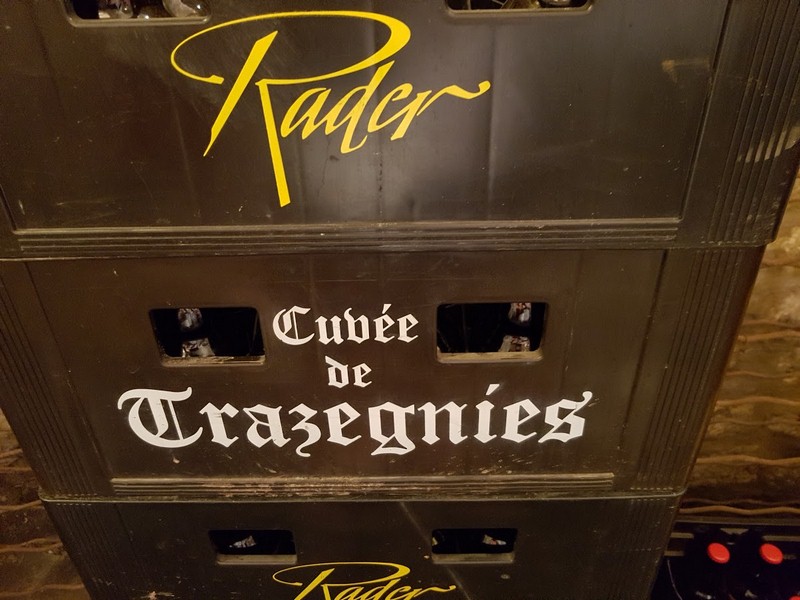 Rader
Cuvée
de
Trazegnies
Rader